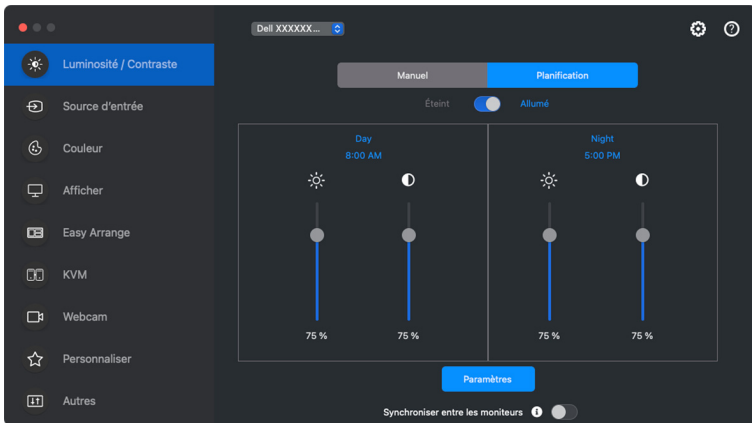 Dell XXXXXX...
Luminosité / Contraste
Source d'entrée
Couleur
Afficher
Easy Arrange
KVM
Webcam
Personnaliser
Autres
Manuel
Planification
Éteint
Allumé
Day
8:00 AM
75 %
75 %
Night
5:00 PM
75 %
75 %
Paramètres
Synchroniser entre les moniteurs